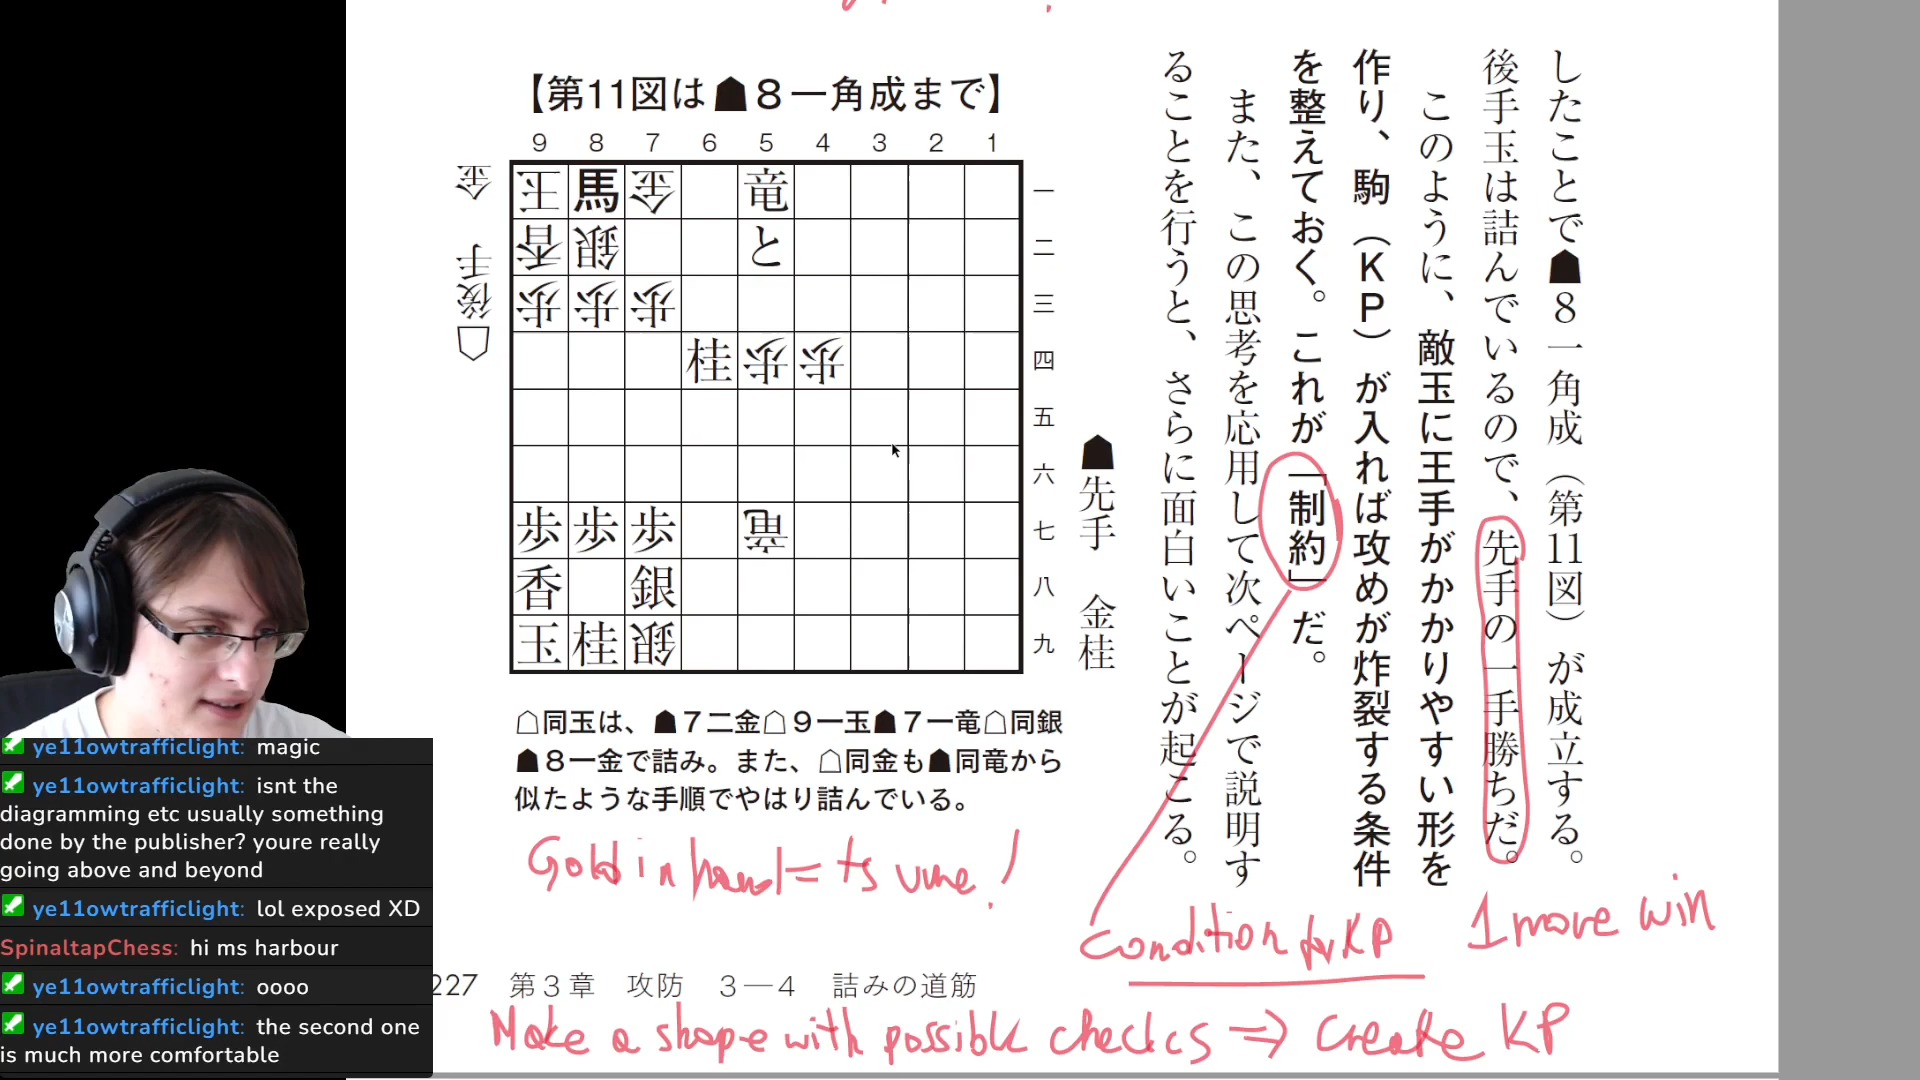 【第11図は☗８一角成まで】
9 8 7 6 5 4 3 2 1
王 馬 金 竜 一
香 銀 と 二
歩 歩 歩 三
桂 歩 歩 四
五
六
歩 歩 歩 竜 七
香 銀 八
玉 桂 銀 九
☖後手 金
☗先手 金桂
☖同玉は、☗７二金☖９一玉☗７一竜☖同銀
☗８一金で詰み。また、☖同金も☗同竜から
似たような手順でやはり詰んでいる。
したことで☗８一角成（第11図）が成立する。
後手玉は詰んでいるので、先手の一手勝ちだ。
このように、敵玉に王手がかかりやすい形を
作り、駒（ＫＰ）が入れば攻めが炸裂する条件
を整えておく。これが「制約」だ。
また、この思考を応用して次ページで説明す
ることを行うと、さらに面白いことが起こる。
Gold in hand = tsume!
Condition for KP
1 move win
227 第３章 攻防 ３―４ 詰みの道筋
Make a shape with possible checks ⇒ create KP
ye11owtrafficlight: magic
ye11owtrafficlight: isnt the
diagramming etc usually something
done by the publisher? youre really
going above and beyond
ye11owtrafficlight: lol exposed XD
SpinaltapChess: hi ms harbour
ye11owtrafficlight: oooo
ye11owtrafficlight: the second one
is much more comfortable